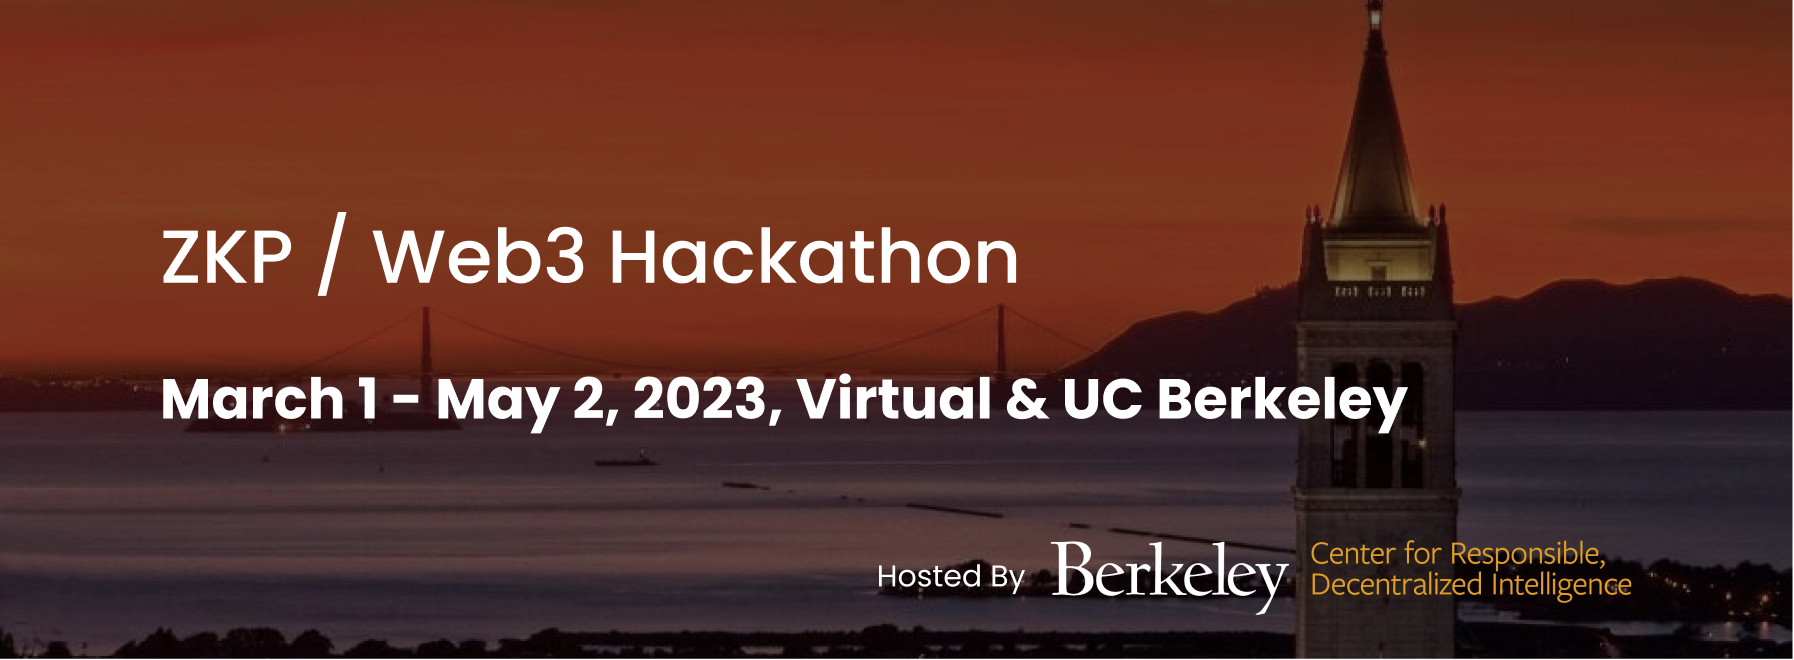 ZKP / Web3 Hackathon
March 1 - May 2, 2023, Virtual & UC Berkeley
Hosted By Berkeley Center for Responsible,
Decentralized Intelligence